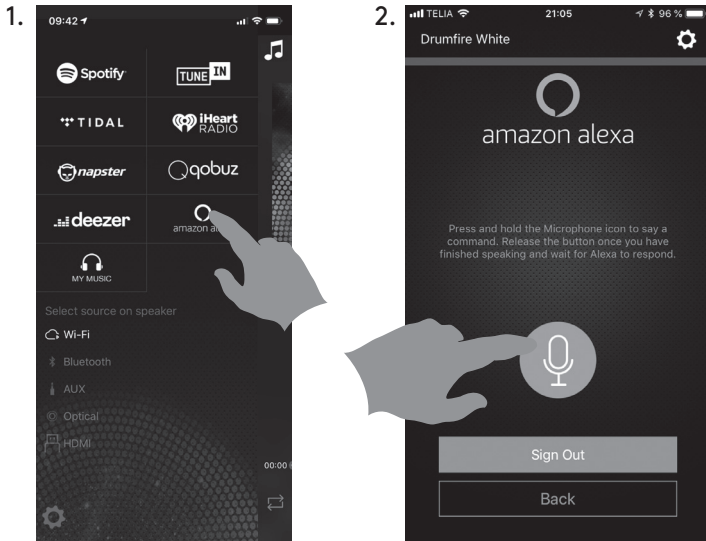 1.
09:42
Spotify
TUNE IN
TIDAL
iHeart RADIO
napster
qobuz
deezer
amazon al
MY MUSIC
Select source on speaker
Wi-Fi
Bluetooth
AUX
Optical
HDMI
00:00
2.
TELIA 21:05 96 %
Drumfire White
amazon alexa
Press and hold the Microphone icon to say a
command. Release the button once you have
finished speaking and wait for Alexa to respond.
Sign Out
Back